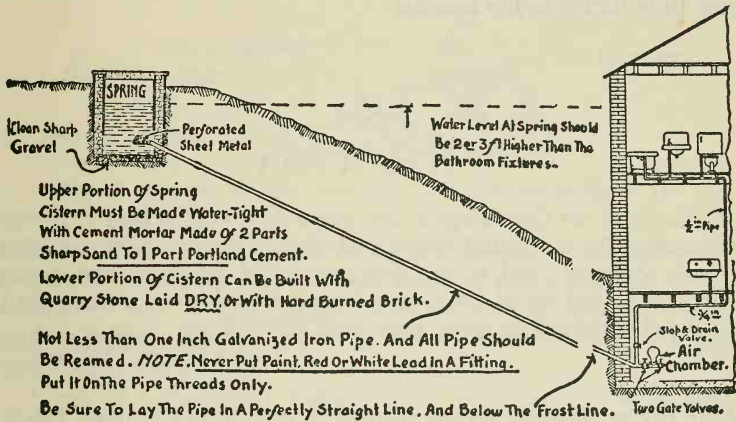 SPRING
Clean Sharp
Gravel
Perforated
Sheet Metal
Water Level At Spring Should
Be 2 or 3 ft Higher Than The
Bathroom Fixtures.
Upper Portion Of Spring
Cistern Must Be Made Water-Tight
With Cement Mortar Made Of 2 Parts
Sharp Sand To 1 Part Portland Cement.
Lower Portion Of Cistern Can Be Built With
Quarry Stone Laid DRY, Or With Hard Burned Brick.
½ in Pipe
¾ in
Stop & Drain
Valve.
Air
Chamber.
Not Less Than One Inch Galvanized Iron Pipe. And All Pipe Should
Be Reamed. NOTE. Never Put Paint, Red Or White Lead In A Fitting.
Put It On The Pipe Threads Only.
Be Sure To Lay The Pipe In A Perfectly Straight Line, And Below The Frost Line.
Two Gate Valves.